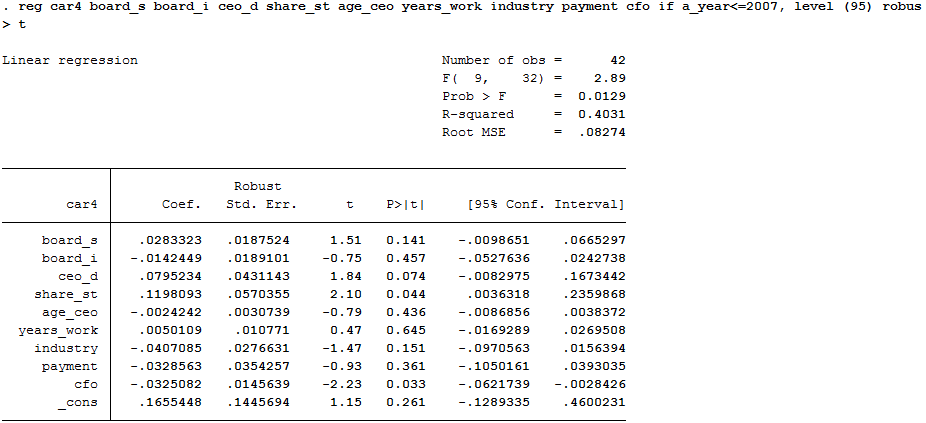 . reg car4 board_s board_i ceo_d share_st age_ceo years_work industry payment cfo if a_year<=2007, level (95) robus
> t
Linear regression Number of obs = 42
F( 9, 32) = 2.89
Prob > F = 0.0129
R-squared = 0.4031
Root MSE = .08274
Robust
car4 Coef. Std. Err. t P>|t| [95% Conf. Interval]
board_s .0283323 .0187524 1.51 0.141 -.0098651 .0665297
board_i -.0142449 .0189101 -0.75 0.457 -.0527636 .0242738
ceo_d .0795234 .0431143 1.84 0.074 -.0082975 .1673442
share_st .1198093 .0570355 2.10 0.044 .0036318 .2359868
age_ceo -.0024242 .0030739 -0.79 0.436 -.0086856 .0038372
years_work .0050109 .010771 0.47 0.645 -.0169289 .0269508
industry -.0407085 .0276631 -1.47 0.151 -.0970563 .0156394
payment -.0328563 .0354257 -0.93 0.361 -.1050161 .0393035
cfo -.0325082 .0145639 -2.23 0.033 -.0621739 -.0028426
_cons .1655448 .1445694 1.15 0.261 -.1289335 .4600231